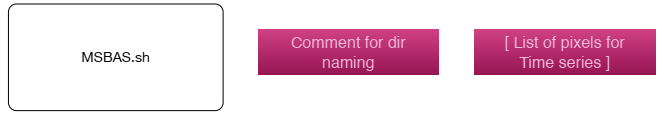 MSBAS.sh
Comment for dir
naming
[ List of pixels for
Time series ]